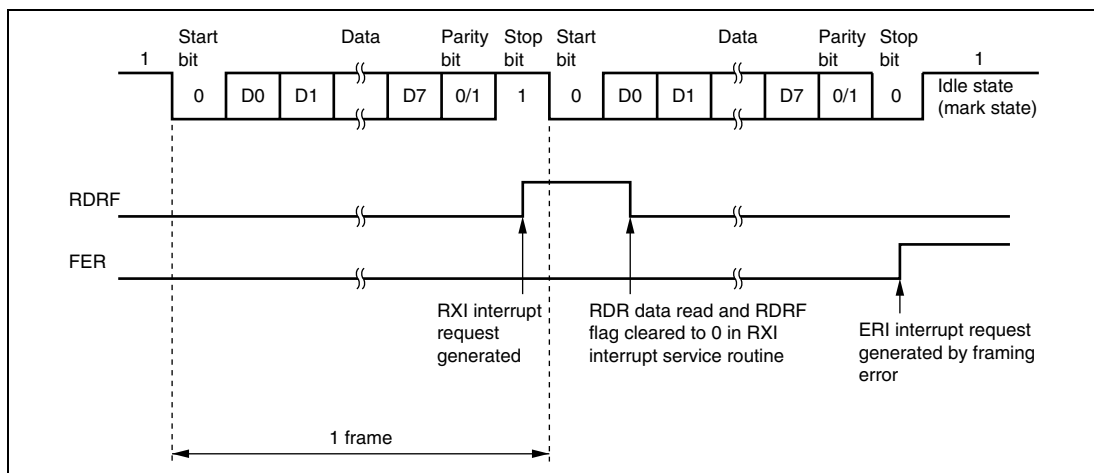 1
Start
bit
Data
Parity
bit
Stop
bit
Start
bit
Data
Parity
bit
Stop
bit
1
0
D0
D1
D7
0/1
1
0
D0
D1
D7
0/1
0
Idle state
(mark state)
RDRF
FER
RXI interrupt
request
generated
RDR data read and RDRF
flag cleared to 0 in RXI
interrupt service routine
ERI interrupt request
generated by framing
error
1 frame